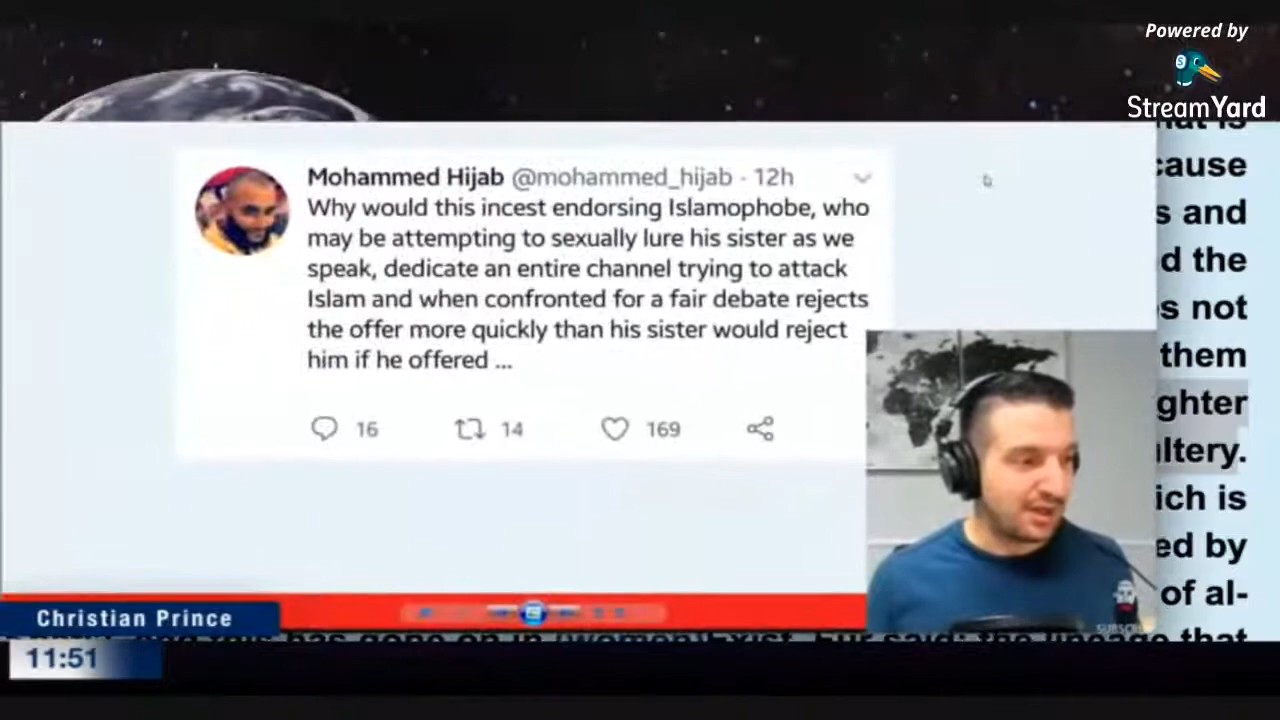 Powered by
StreamYard
cause
s and
d the
s not
them
ghter
ltery.
ich is
ed by
of al-
Mohammed Hijab @mohammed_hijab · 12h
Why would this incest endorsing Islamophobe, who
may be attempting to sexually lure his sister as we
speak, dedicate an entire channel trying to attack
Islam and when confronted for a fair debate rejects
the offer more quickly than his sister would reject
him if he offered ...
16 14 169
Christian Prince
11:51